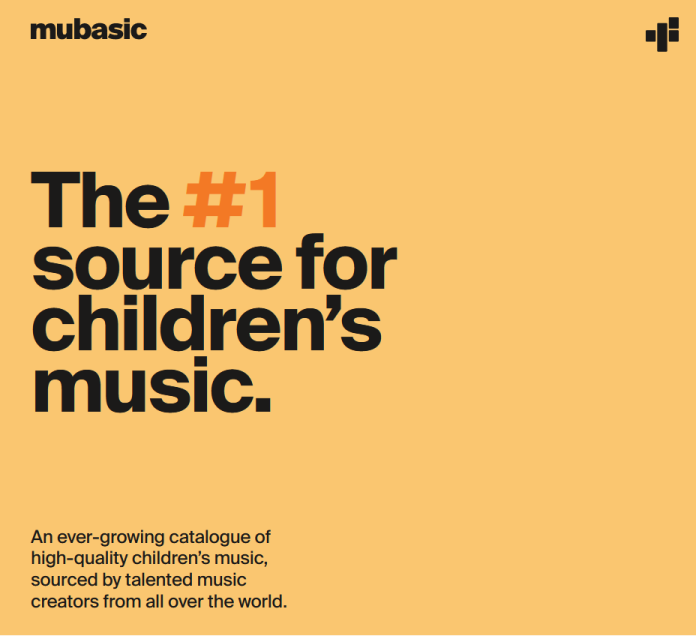 mubasic
The #1
source for
children’s
music.
An ever-growing catalogue of
high-quality children’s music,
sourced by talented music
creators from all over the world.